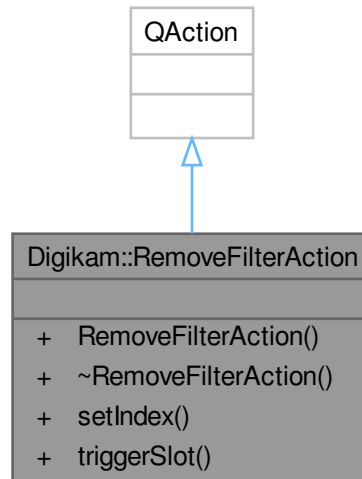 QAction
Digikam::RemoveFilterAction
+ RemoveFilterAction()
+ ~RemoveFilterAction()
+ setIndex()
+ triggerSlot()